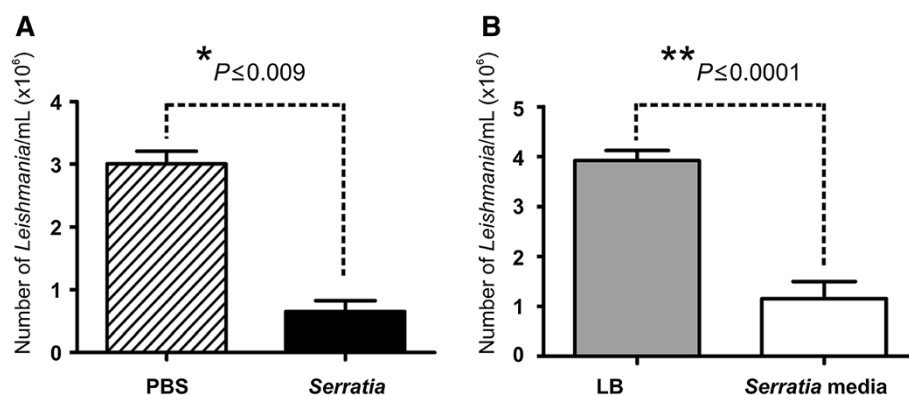 A
*
P≤0.009
Number of Leishmania/mL (x10⁶)
4
3
2
1
0
PBS
Serratia
B
**
P≤0.0001
Number of Leishmania/mL (x10⁶)
5
4
3
2
1
0
LB
Serratia media